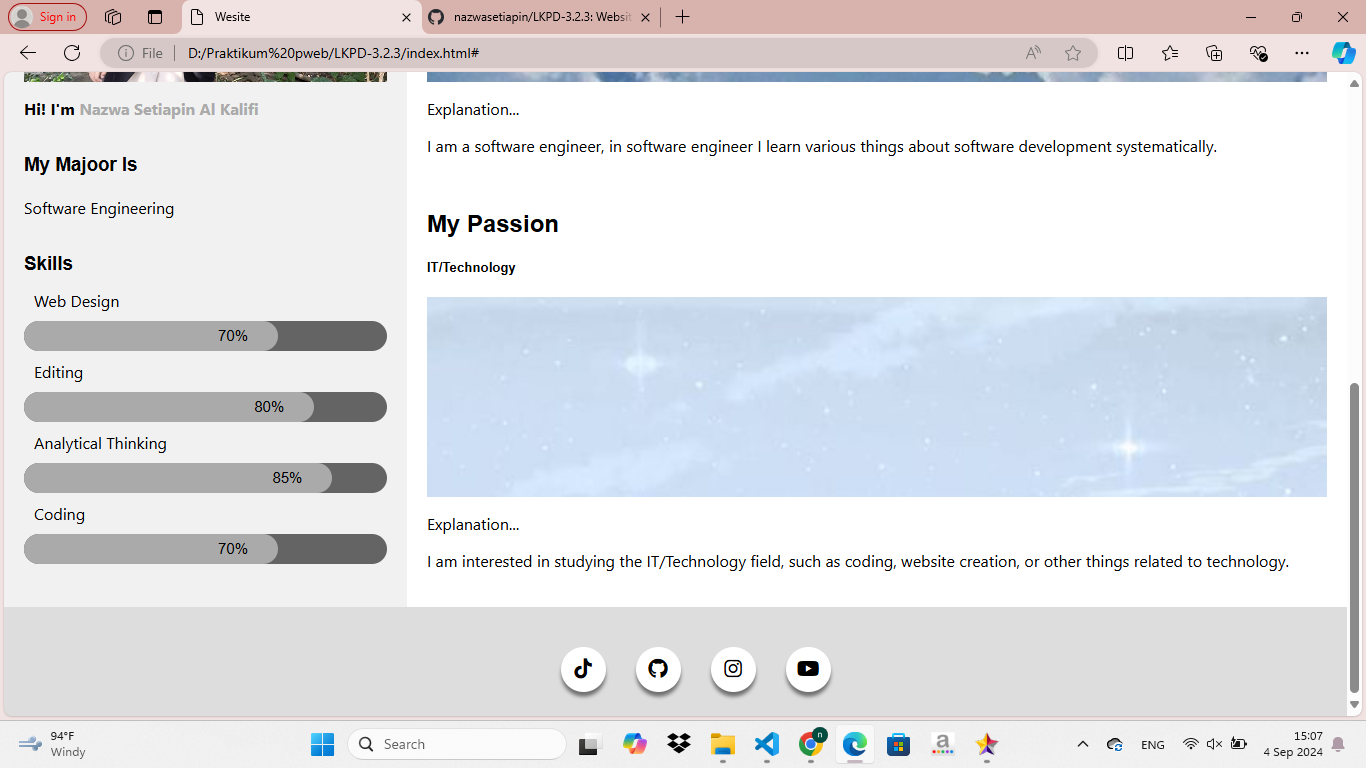 Sign in
Wesite
nazwasetiapin/LKPD-3.2.3: Websit
File
D:/Praktikum%20pweb/LKPD-3.2.3/index.html#
Hi! I'm Nazwa Setiapin Al Kalifi
My Majoor Is
Software Engineering
Skills
Web Design
70%
Editing
80%
Analytical Thinking
85%
Coding
70%
Explanation...
I am a software engineer, in software engineer I learn various things about software development systematically.
My Passion
IT/Technology
Explanation...
I am interested in studying the IT/Technology field, such as coding, website creation, or other things related to technology.
94°F
Windy
Search
a
n
ENG
15:07
4 Sep 2024